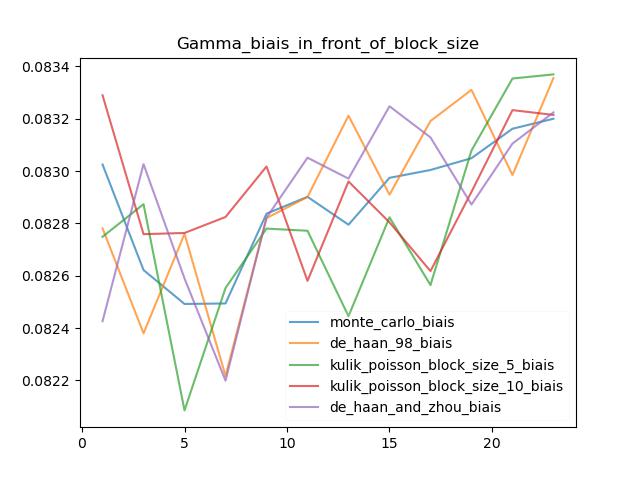 Gamma_biais_in_front_of_block_size
0.0834
0.0832
0.0830
0.0828
0.0826
0.0824
0.0822
0
5
10
15
20
monte_carlo_biais
de_haan_98_biais
kulik_poisson_block_size_5_biais
kulik_poisson_block_size_10_biais
de_haan_and_zhou_biais